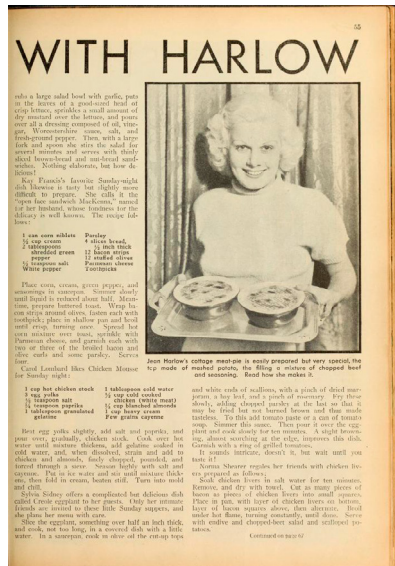 55
WITH HARLOW
rubs a large salad bowl with garlic, puts
in the leaves of a good-sized head of
crisp lettuce, sprinkles a small amount of
dry mustard over the lettuce, and pours
over all a dressing composed of oil, vine-
gar, Worcestershire sauce, salt, and
fresh-ground pepper. Then, with a large
fork and spoon she stirs the salad for
several minutes and serves with thinly
sliced brown-bread and nut-bread sand-
wiches. Nothing elaborate, but how de-
licious!
Kay Francis's favorite Sunday-night
dish likewise is tasty but slightly more
difficult to prepare. She calls it the
"open face sandwich MacKenna," named
for her husband, whose fondness for the
delicacy is well known. The recipe fol-
lows:
1 can corn niblets
½ cup cream
2 tablespoons
shredded green
pepper
½ teaspoon salt
White pepper
Parsley
4 slices bread,
½ inch thick
12 bacon strips
12 stuffed olives
Parmesan cheese
Toothpicks
Place corn, cream, green pepper, and
seasonings in saucepan. Simmer slowly
until liquid is reduced about half. Mean-
time, prepare buttered toast. Wrap ba-
con strips around olives, fasten each with
toothpick; place in shallow pan and broil
until crisp, turning once. Spread hot
corn mixture over toast, sprinkle with
Parmesan cheese, and garnish each with
two or three of the broiled bacon and
olive curls and some parsley. Serves
four.
Carol Lombard likes Chicken Mousse
for Sunday night:
1 cup hot chicken stock
3 egg yolks
½ teaspoon salt
¼ teaspoon paprika
1 tablespoon granulated
gelatine
1 tablespoon cold water
½ cup cold cooked
chicken (white meat)
½ cup blanched almonds
1 cup heavy cream
Few grains cayenne
Beat egg yolks slightly, add salt and paprika, and
pour over, gradually, chicken stock. Cook over hot
water until mixture thickens, add gelatine soaked in
cold water, and, when dissolved, strain and add to
chicken and almonds, finely chopped, pounded, and
forced through a sieve. Season highly with salt and
cayenne. Put in ice water and stir until mixture thick-
ens, then fold in cream, beaten stiff. Turn into mold
and chill.
Sylvia Sidney offers a complicated but delicious dish
called Creole eggplant to her guests. Only her intimate
friends are invited to these little Sunday suppers, and
she plans her menu with care.
Slice the eggplant, something over half an inch thick,
and cook, not too long, in a covered dish with a little
water. In a saucepan, cook in olive oil the cut-up tops
Jean Harlow's cottage meat-pie is easily prepared but very special, the
top made of mashed potato, the filling a mixture of chopped beef
and seasoning. Read how she makes it.
and white ends of scallions, with a pinch of dried mar-
joram, a bay leaf, and a pinch of rosemary. Fry these
slowly, adding chopped parsley at the last so that it
may be fried but not burned brown and thus made
tasteless. To this add tomato paste or a can of tomato
soup. Simmer this sauce. Then pour it over the egg-
plant and cook slowly for ten minutes. A slight brown-
ing, almost scorching at the edge, improves this dish.
Garnish with a ring of grilled tomatoes.
It sounds intricate, doesn't it, but wait until you
taste it!
Norma Shearer regales her friends with chicken liv-
ers prepared as follows:
Soak chicken livers in salt water for ten minutes.
Remove, and dry with towel. Cut as many pieces of
bacon as pieces of chicken livers into small squares.
Place in pan, with layer of chicken livers on bottom,
layer of bacon squares above, then alternate. Broil
under hot flame, turning constantly, until done. Serve
with endive and chopped-beet salad and scalloped po-
tatoes.
Continued on page 67